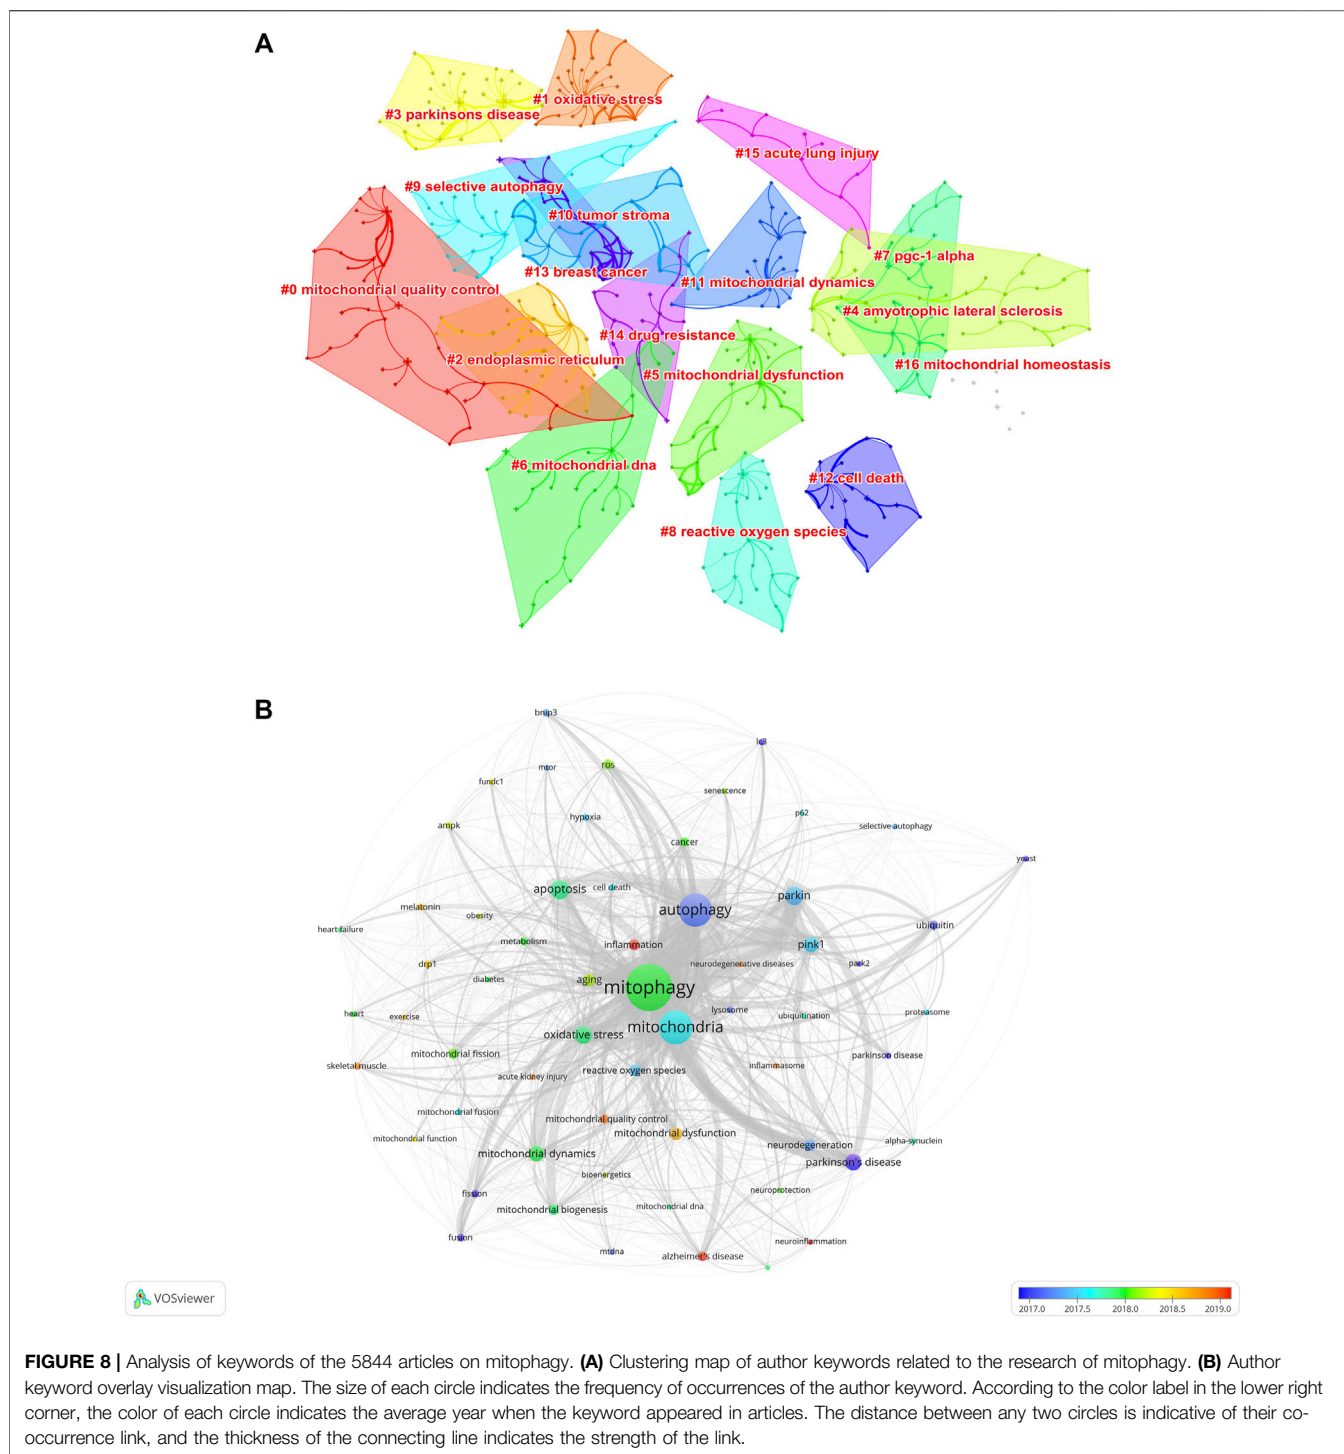 A
#3 parkinsons disease
#1 oxidative stress
#15 acute lung injury
#9 selective autophagy
#10 tumor stroma
#7 pgc-1 alpha
#13 breast cancer
#11 mitochondrial dynamics
#0 mitochondrial quality control
#4 amyotrophic lateral sclerosis
#14 drug resistance
#2 endoplasmic reticulum
#16 mitochondrial homeostasis
#5 mitochondrial dysfunction
#6 mitochondrial dna
#12 cell death
#8 reactive oxygen species
B
bnip3
lc3
mtor
ros
fundc1
senescence
hypoxia
p62
ampk
selective autophagy
cancer
yeast
apoptosis
cell death
parkin
melatonin
autophagy
obesity
heart failure
ubiquitin
metabolism
inflammation
pink1
drp1
neurodegenerative diseases
park2
diabetes
aging
mitophagy
heart
exercise
lysosome
ubiquitination
proteasome
mitochondria
oxidative stress
mitochondrial fission
parkinson disease
skeletal muscle
reactive oxygen species
inflammasome
acute kidney injury
mitochondrial fusion
mitochondrial quality control
mitochondrial function
mitochondrial dysfunction
alpha-synuclein
neurodegeneration
mitochondrial dynamics
parkinson's disease
bioenergetics
fission
neuroprotection
mitochondrial biogenesis
mitochondrial dna
fusion
neuroinflammation
mtdna
alzheimer's disease
VOSviewer
2017.0 2017.5 2018.0 2018.5 2019.0
FIGURE 8 | Analysis of keywords of the 5844 articles on mitophagy. (A) Clustering map of author keywords related to the research of mitophagy. (B) Author
keyword overlay visualization map. The size of each circle indicates the frequency of occurrences of the author keyword. According to the color label in the lower right
corner, the color of each circle indicates the average year when the keyword appeared in articles. The distance between any two circles is indicative of their co-
occurrence link, and the thickness of the connecting line indicates the strength of the link.